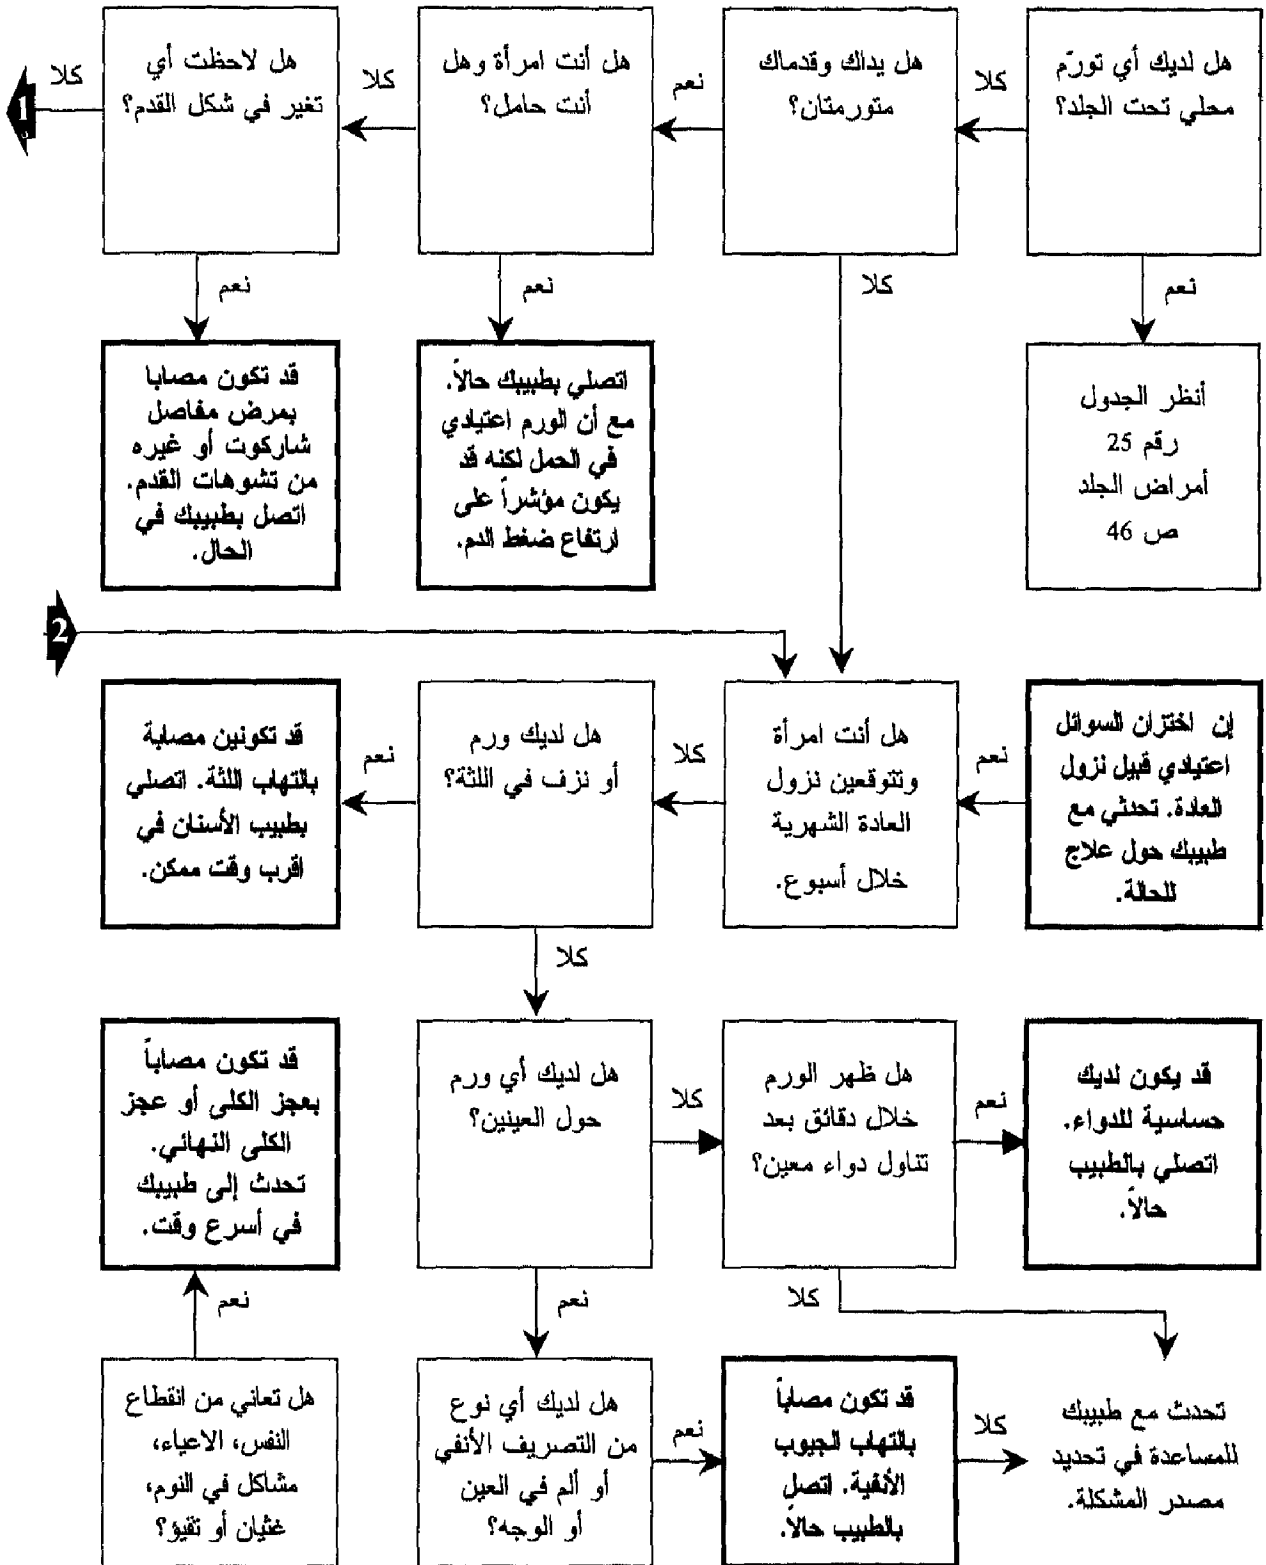 هل لديك أي تورّم
محلي تحت الجلد؟
كلا
هل يداك وقدماك
متورمتان؟
نعم
هل أنت امرأة وهل
أنت حامل؟
كلا
هل لاحظت أي
تغير في شكل القدم؟
كلا
1
نعم
كلا
نعم
نعم
أنظر الجدول
رقم 25
أمراض الجلد
ص 46
اتصلي بطبيبك حالاً.
مع أن الورم اعتيادي
في الحمل لكنه قد
يكون مؤشراً على
ارتفاع ضغط الدم.
قد تكون مصابا
بمرض مفاصل
شاركوت أو غيره
من تشوهات القدم.
اتصل بطبيبك في
الحال.
2
إن اختزان السوائل
اعتيادي قبيل نزول
العادة. تحدثي مع
طبيبك حول علاج
للحالة.
نعم
هل أنت امرأة
وتتوقعين نزول
العادة الشهرية
خلال أسبوع.
كلا
هل لديك ورم
أو نزف في اللثة؟
نعم
قد تكونين مصابة
بالتهاب اللثة. اتصلي
بطبيب الأسنان في
اقرب وقت ممكن.
كلا
قد يكون لديك
حساسية للدواء.
اتصلي بالطبيب
حالاً.
نعم
هل ظهر الورم
خلال دقائق بعد
تناول دواء معين؟
كلا
هل لديك أي ورم
حول العينين؟
قد تكون مصاباً
بعجز الكلى أو عجز
الكلى النهائي.
تحدث إلى طبيبك
في أسرع وقت.
كلا
نعم
نعم
تحدث مع طبيبك
للمساعدة في تحديد
مصدر المشكلة.
كلا
قد تكون مصاباً
بالتهاب الجيوب
الأنفية. اتصل
بالطبيب حالاً.
نعم
هل لديك أي نوع
من التصريف الأنفي
أو ألم في العين
أو الوجه؟
هل تعاني من انقطاع
النفس، الاعياء،
مشاكل في النوم،
غثيان أو تقيؤ؟